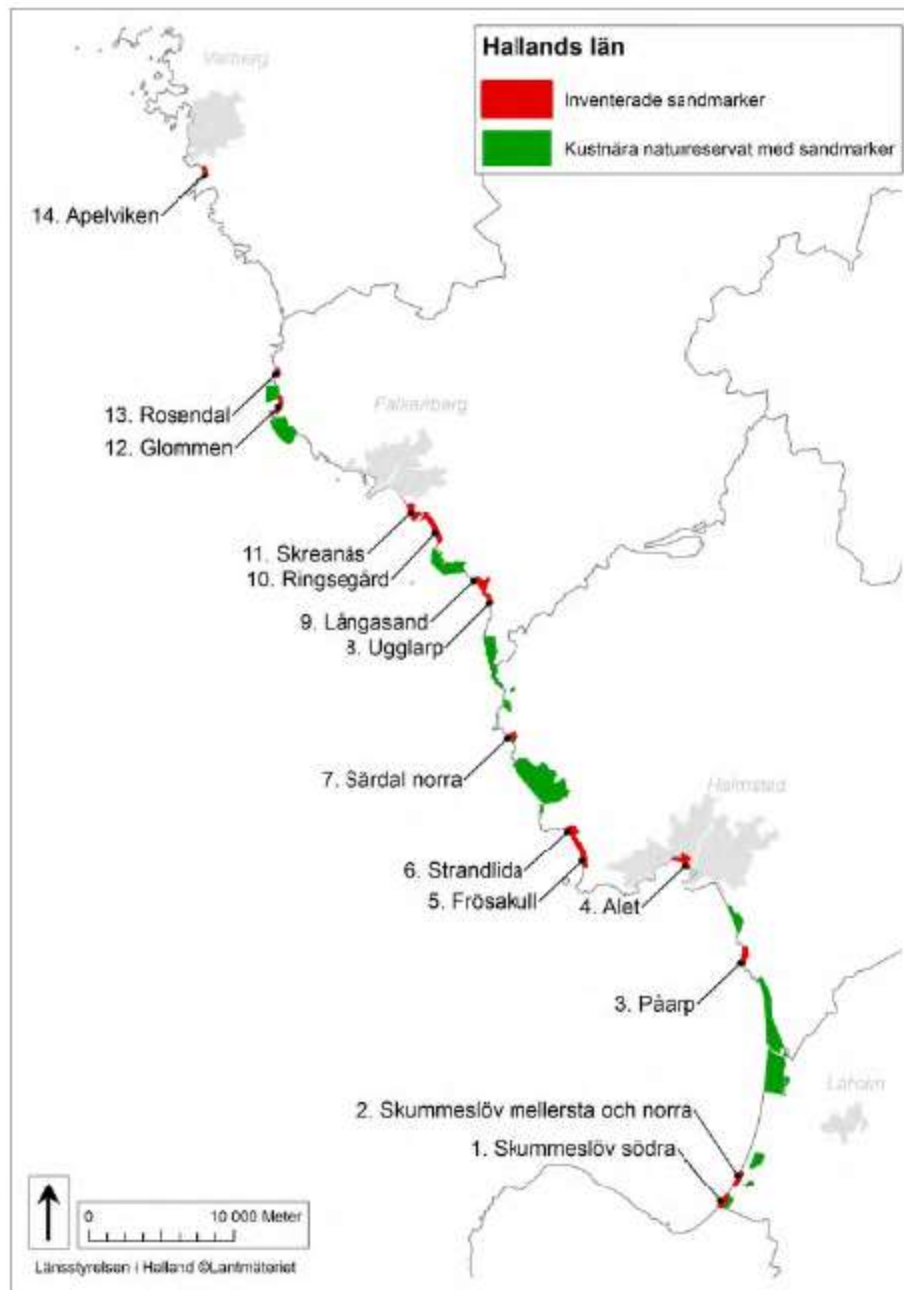 Hallands län
Inventerade sandmarker
Kustnära naturreservat med sandmarker
Varberg
14. Apelviken
13. Rosendal
12. Glommen
Falkenberg
11. Skreanäs
10. Ringsegård
9. Långasand
8. Ugglarp
7. Särdal norra
Halmstad
6. Strandlida
5. Frösakull
4. Alet
3. Påarp
Laholm
2. Skummeslöv mellersta och norra
1. Skummeslöv södra
0 10 000 Meter
Länsstyrelsen i Halland ©Lantmäteriet